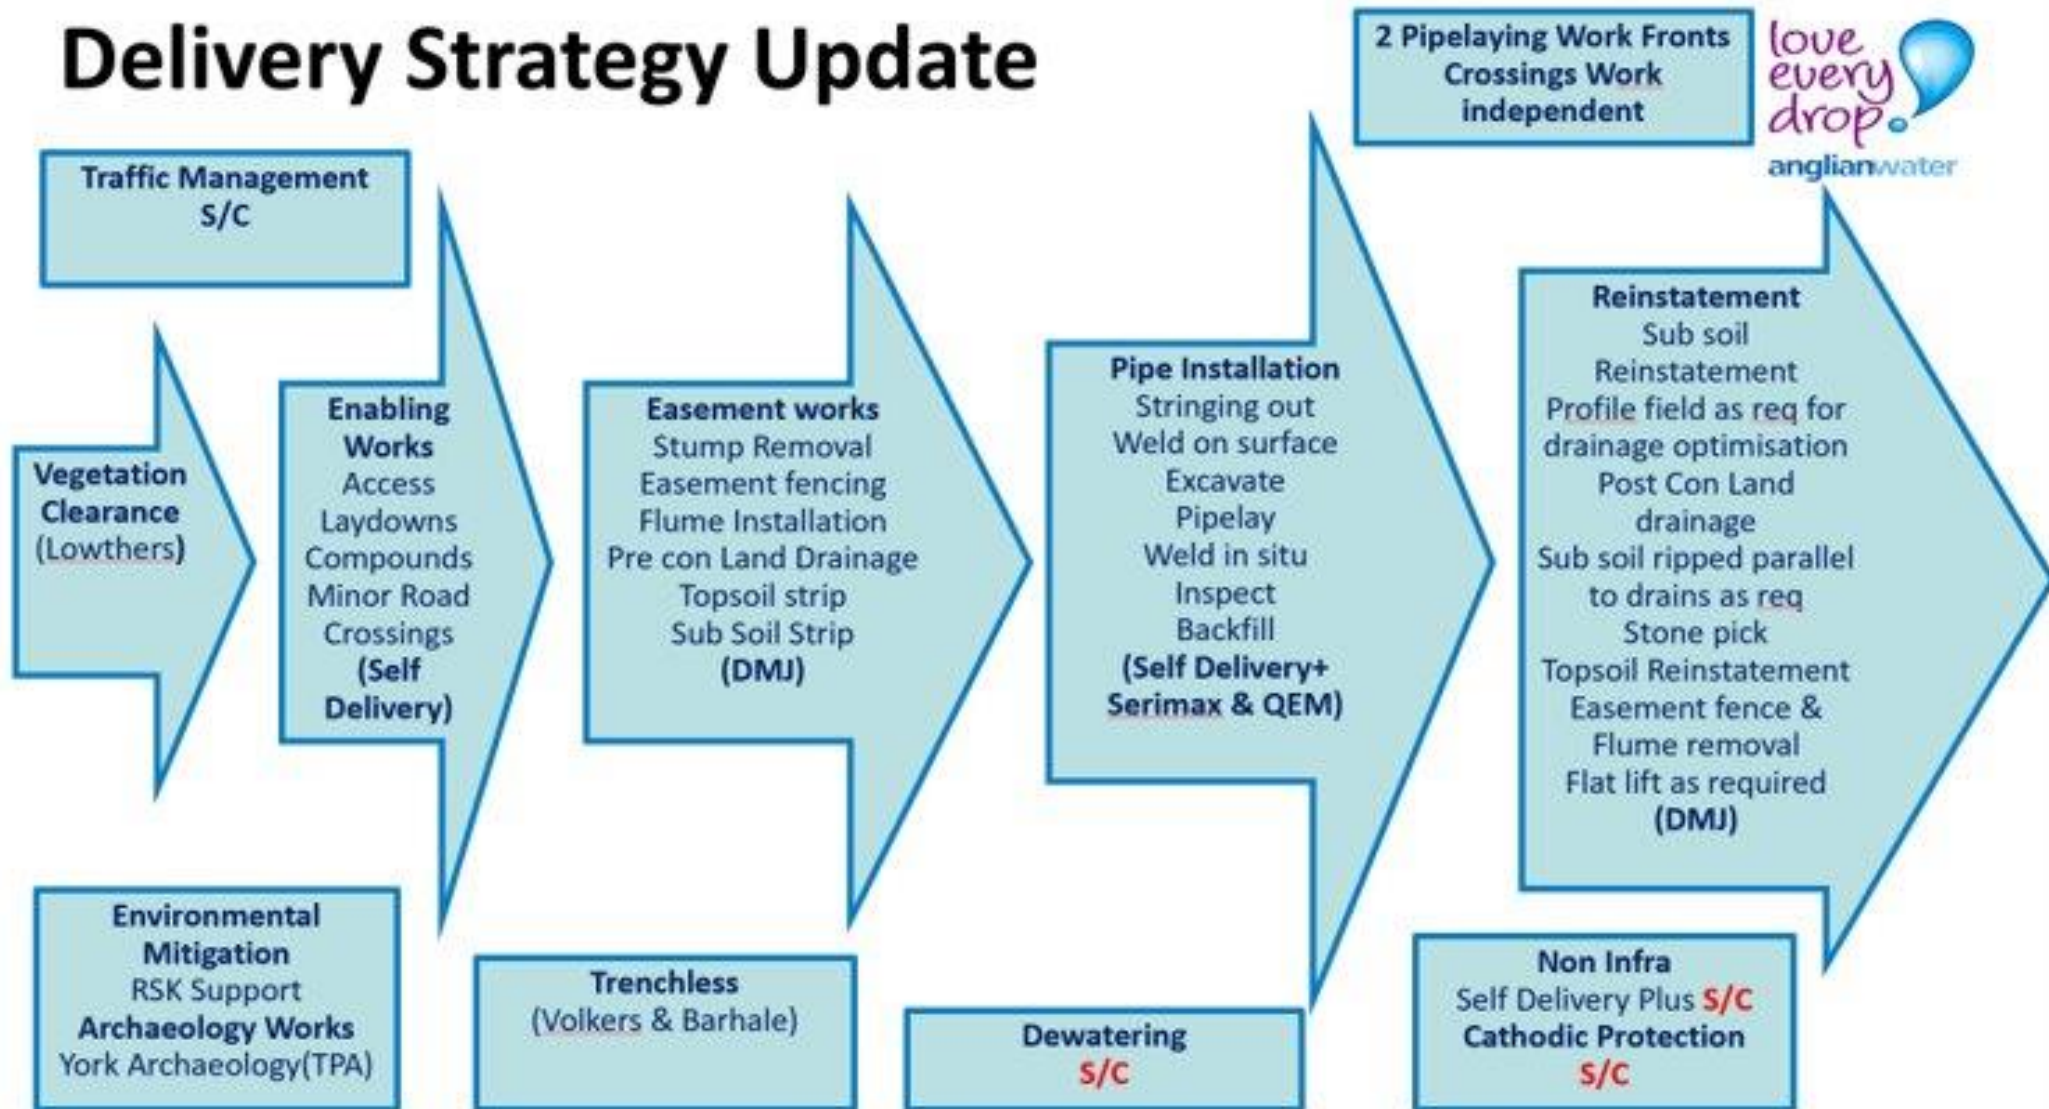 Delivery Strategy Update
2 Pipelaying Work Fronts
Crossings Work
independent
love
every
drop
anglianwater
Traffic Management
S/C
Vegetation
Clearance
(Lowthers)
Enabling
Works
Access
Laydowns
Compounds
Minor Road
Crossings
(Self
Delivery)
Easement works
Stump Removal
Easement fencing
Flume Installation
Pre con Land Drainage
Topsoil strip
Sub Soil Strip
(DMJ)
Pipe Installation
Stringing out
Weld on surface
Excavate
Pipelay
Weld in situ
Inspect
Backfill
(Self Delivery+
Serimax & QEM)
Reinstatement
Sub soil
Reinstatement
Profile field as req for
drainage optimisation
Post Con Land
drainage
Sub soil ripped parallel
to drains as req
Stone pick
Topsoil Reinstatement
Easement fence &
Flume removal
Flat lift as required
(DMJ)
Environmental
Mitigation
RSK Support
Archaeology Works
York Archaeology(TPA)
Trenchless
(Volkers & Barhale)
Dewatering
S/C
Non Infra
Self Delivery Plus S/C
Cathodic Protection
S/C